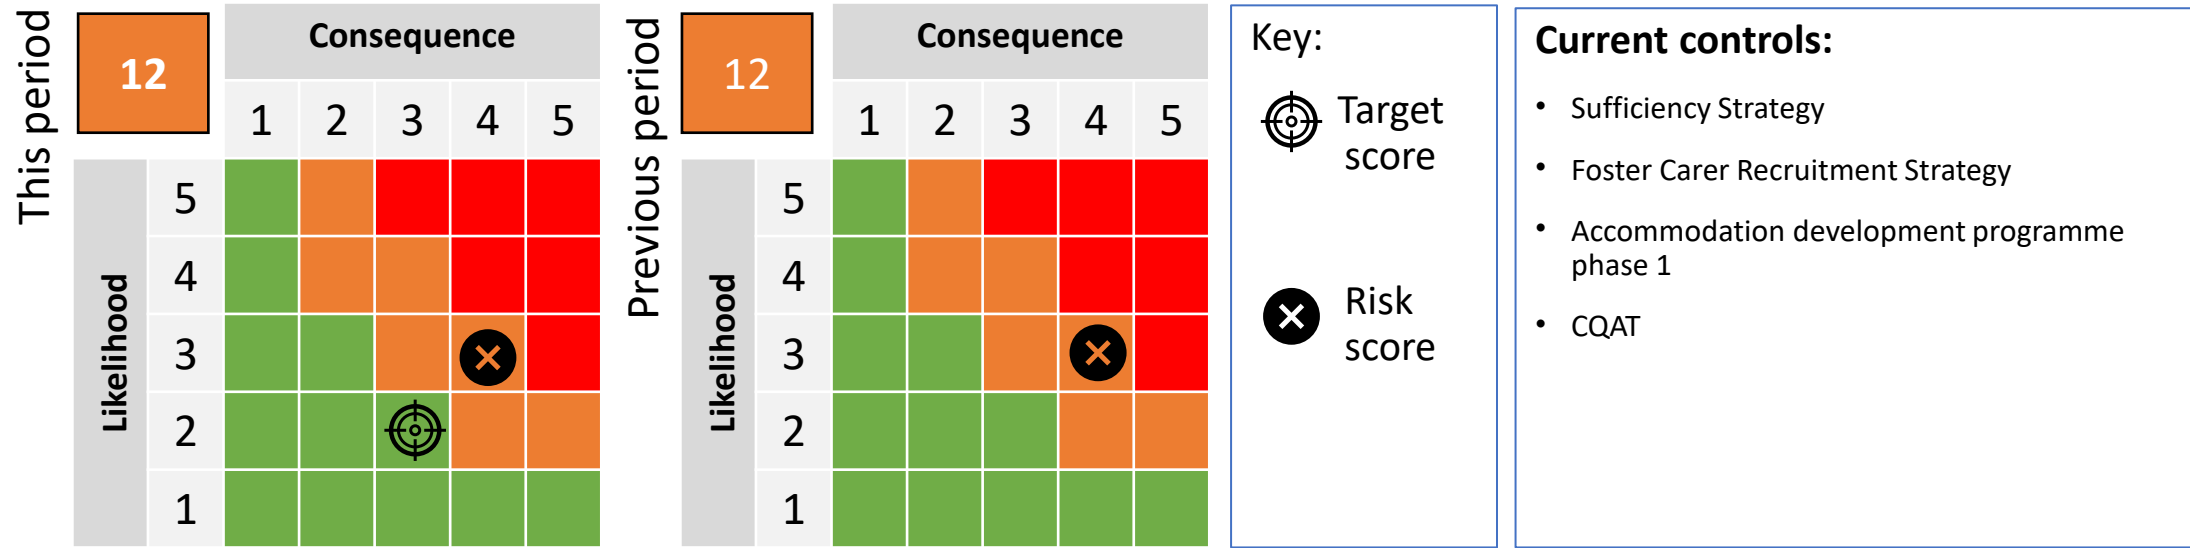 This period
12
Consequence
1 2 3 4 5
Likelihood
5
4
3
2
1
Previous period
12
Consequence
1 2 3 4 5
Likelihood
5
4
3
2
1
Key:
Target
score
Risk
score
Current controls:
• Sufficiency Strategy
• Foster Carer Recruitment Strategy
• Accommodation development programme
phase 1
• CQAT